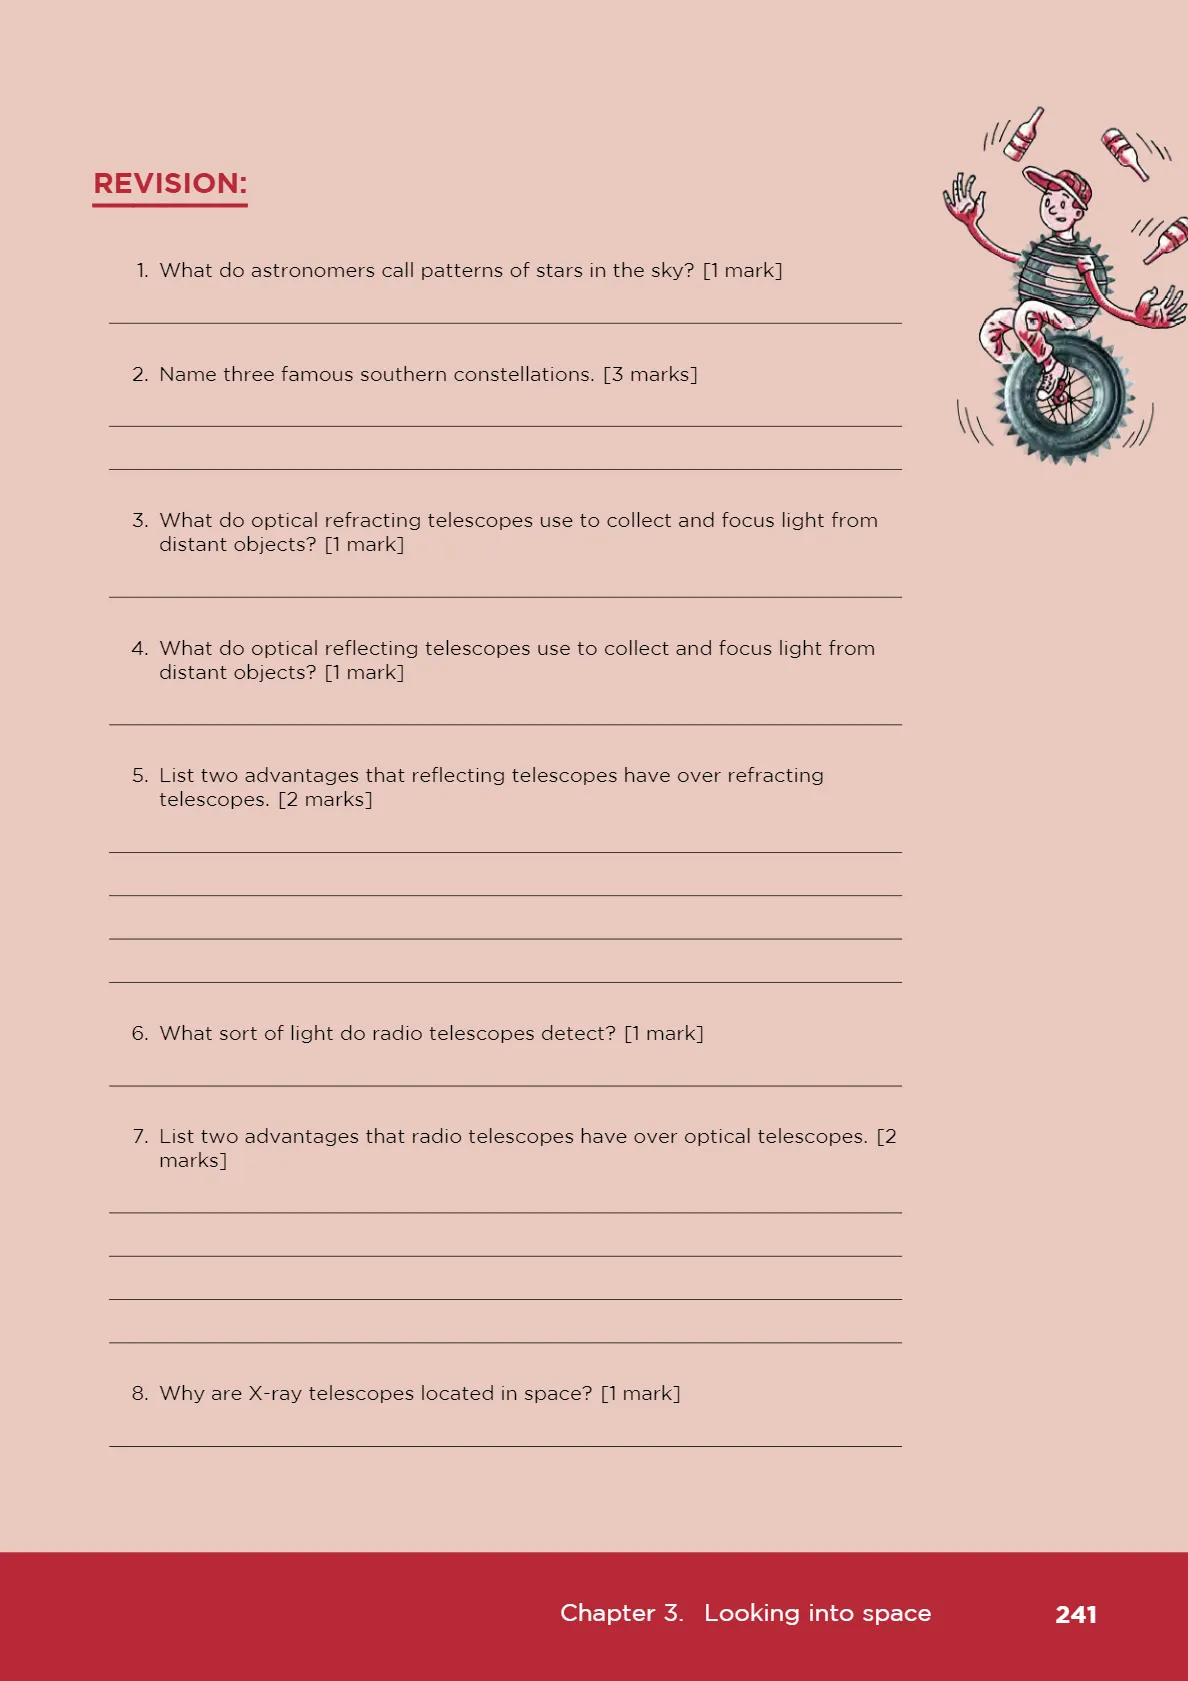 REVISION:
1. What do astronomers call patterns of stars in the sky? [1 mark]
2. Name three famous southern constellations. [3 marks]
3. What do optical refracting telescopes use to collect and focus light from
distant objects? [1 mark]
4. What do optical reflecting telescopes use to collect and focus light from
distant objects? [1 mark]
5. List two advantages that reflecting telescopes have over refracting
telescopes. [2 marks]
6. What sort of light do radio telescopes detect? [1 mark]
7. List two advantages that radio telescopes have over optical telescopes. [2
marks]
8. Why are X-ray telescopes located in space? [1 mark]
Chapter 3. Looking into space 241